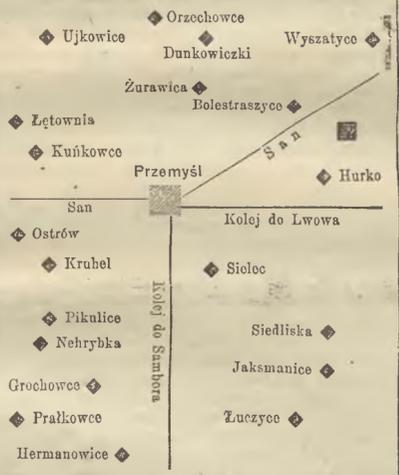 Orzechowce
Ujkowice
Dunkowiczki
Wyszatyce
Żurawica
Bolestraszyce
Łętownia
Kuńkowce
Przemyśl
San
Hurko
San
Kolej do Lwowa
Ostrów
Kruhel
Sielec
Kolej do Sambora
Pikulice
Siedliska
Nehrybka
Jaksmanice
Grochowce
Prałkowce
Łuczyce
Hermanowice